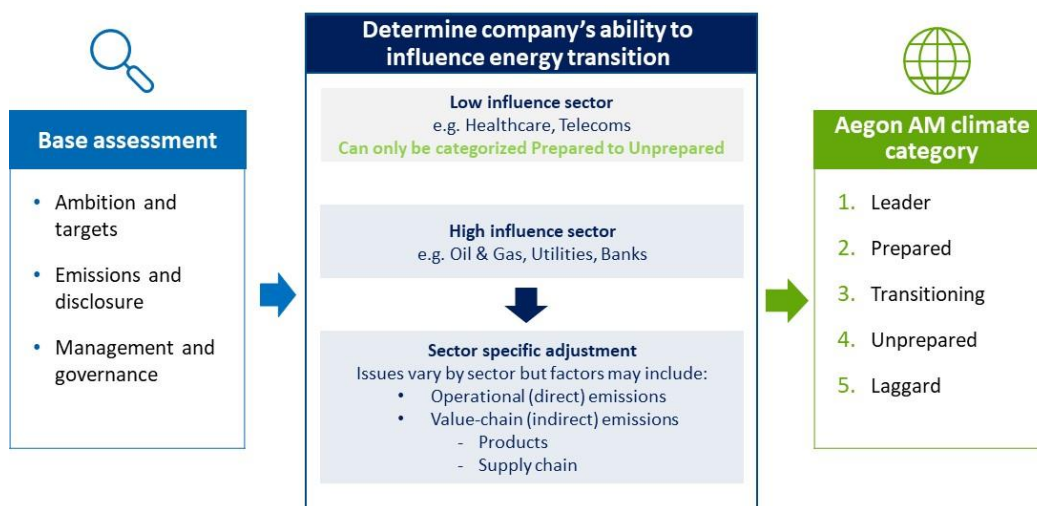 Base assessment
• Ambition and
targets
• Emissions and
disclosure
• Management and
governance
Determine company's ability to
influence energy transition
Low influence sector
e.g. Healthcare, Telecoms
Can only be categorized Prepared to Unprepared
High influence sector
e.g. Oil & Gas, Utilities, Banks
Sector specific adjustment
Issues vary by sector but factors may include:
• Operational (direct) emissions
• Value-chain (indirect) emissions
- Products
- Supply chain
Aegon AM climate
category
1. Leader
2. Prepared
3. Transitioning
4. Unprepared
5. Laggard